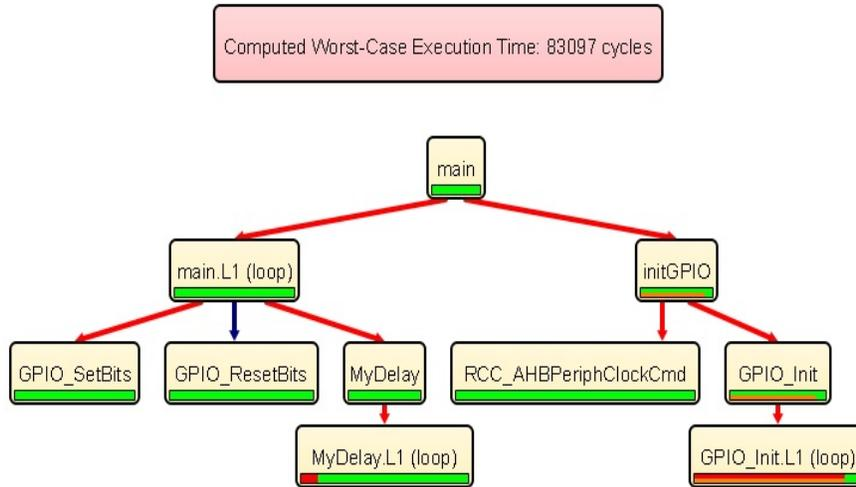 Computed Worst-Case Execution Time: 83097 cycles
main
main.L1 (loop)
initGPIO
GPIO_SetBits
GPIO_ResetBits
MyDelay
RCC_AHBPeriphClockCmd
GPIO_Init
MyDelay.L1 (loop)
GPIO_Init.L1 (loop)